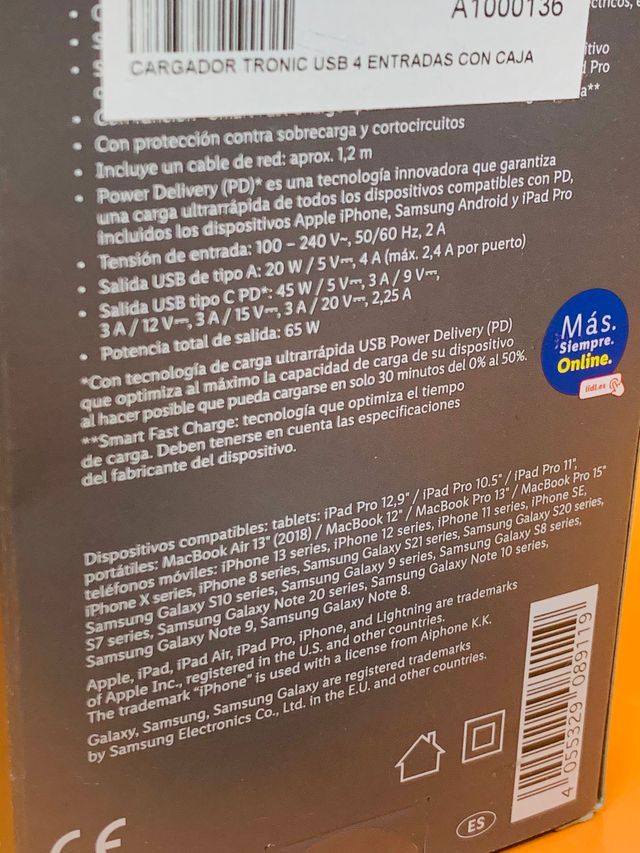 A1000136
CARGADOR TRONIC USB 4 ENTRADAS CON CAJA
Pro
a**
• Con protección contra sobrecarga y cortocircuitos
• Incluye un cable de red: aprox. 1,2 m
• Power Delivery (PD)* es una tecnología innovadora que garantiza
una carga ultrarrápida de todos los dispositivos compatibles con PD,
incluidos los dispositivos Apple iPhone, Samsung Android y iPad Pro
• Tensión de entrada: 100 – 240 V~, 50/60 Hz, 2 A
• Salida USB de tipo A: 20 W / 5 V⎓, 4 A (máx. 2,4 A por puerto)
• Salida USB tipo C PD*: 45 W / 5 V⎓, 3 A / 9 V⎓,
3 A / 12 V⎓, 3 A / 15 V⎓, 3 A / 20 V⎓, 2,25 A
• Potencia total de salida: 65 W
*Con tecnología de carga ultrarrápida USB Power Delivery (PD)
que optimiza al máximo la capacidad de carga de su dispositivo
al hacer posible que pueda cargarse en solo 30 minutos del 0% al 50%.
**Smart Fast Charge: tecnología que optimiza el tiempo
de carga. Deben tenerse en cuenta las especificaciones
del fabricante del dispositivo.
Más.
Siempre.
Online.
lidl.es
Dispositivos compatibles: tablets: iPad Pro 12,9" / iPad Pro 10.5" / iPad Pro 11",
portátiles: MacBook Air 13" (2018) / MacBook 12" / MacBook Pro 13" / MacBook Pro 15"
teléfonos móviles: iPhone 13 series, iPhone 12 series, iPhone 11 series, iPhone SE,
iPhone X series, iPhone 8 series, Samsung Galaxy S21 series, Samsung Galaxy S20 series,
Samsung Galaxy S10 series, Samsung Galaxy 9 series, Samsung Galaxy S8 series,
S7 series, Samsung Galaxy Note 20 series, Samsung Galaxy Note 10 series,
Samsung Galaxy Note 9, Samsung Galaxy Note 8.
Apple, iPad, iPad Air, iPad Pro, iPhone, and Lightning are trademarks
of Apple Inc., registered in the U.S. and other countries.
The trademark "iPhone" is used with a license from Aiphone K.K.
Galaxy, Samsung, Samsung Galaxy are registered trademarks
by Samsung Electronics Co., Ltd. in the E.U. and other countries.
4 055329 089119
CE
ES